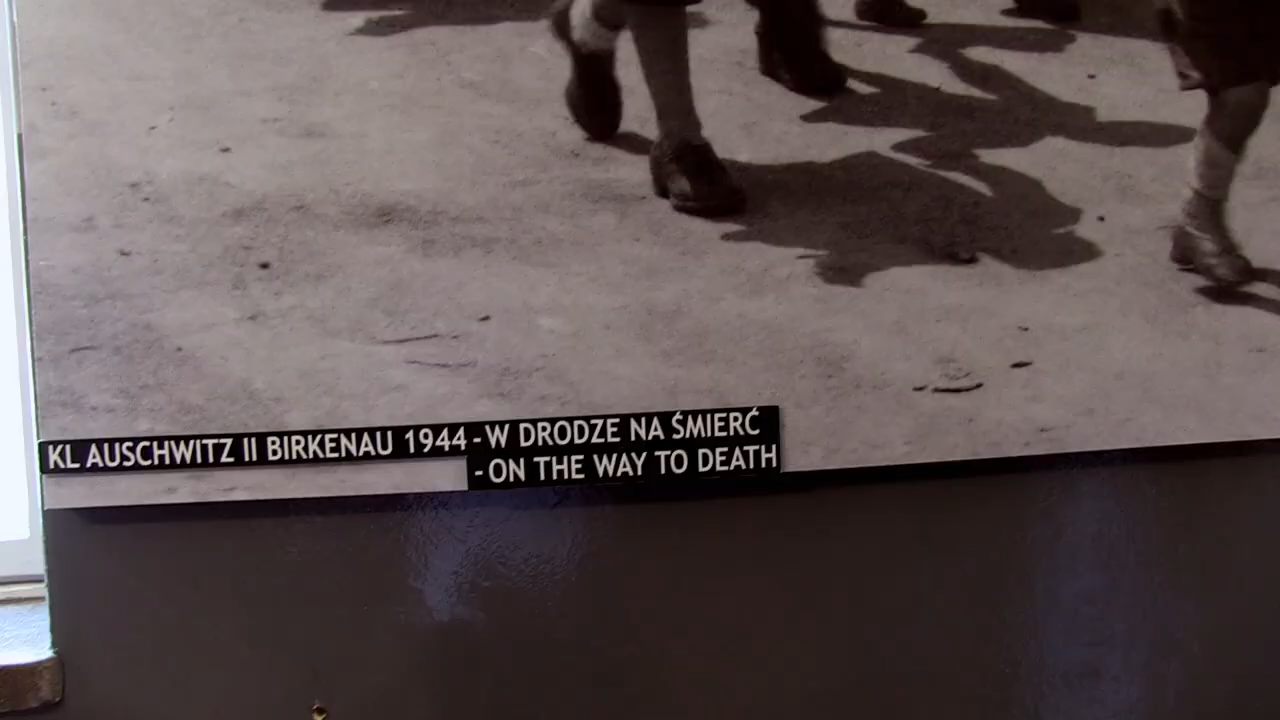 KL AUSCHWITZ II BIRKENAU 1944 - W DRODZE NA ŚMIERĆ
- ON THE WAY TO DEATH